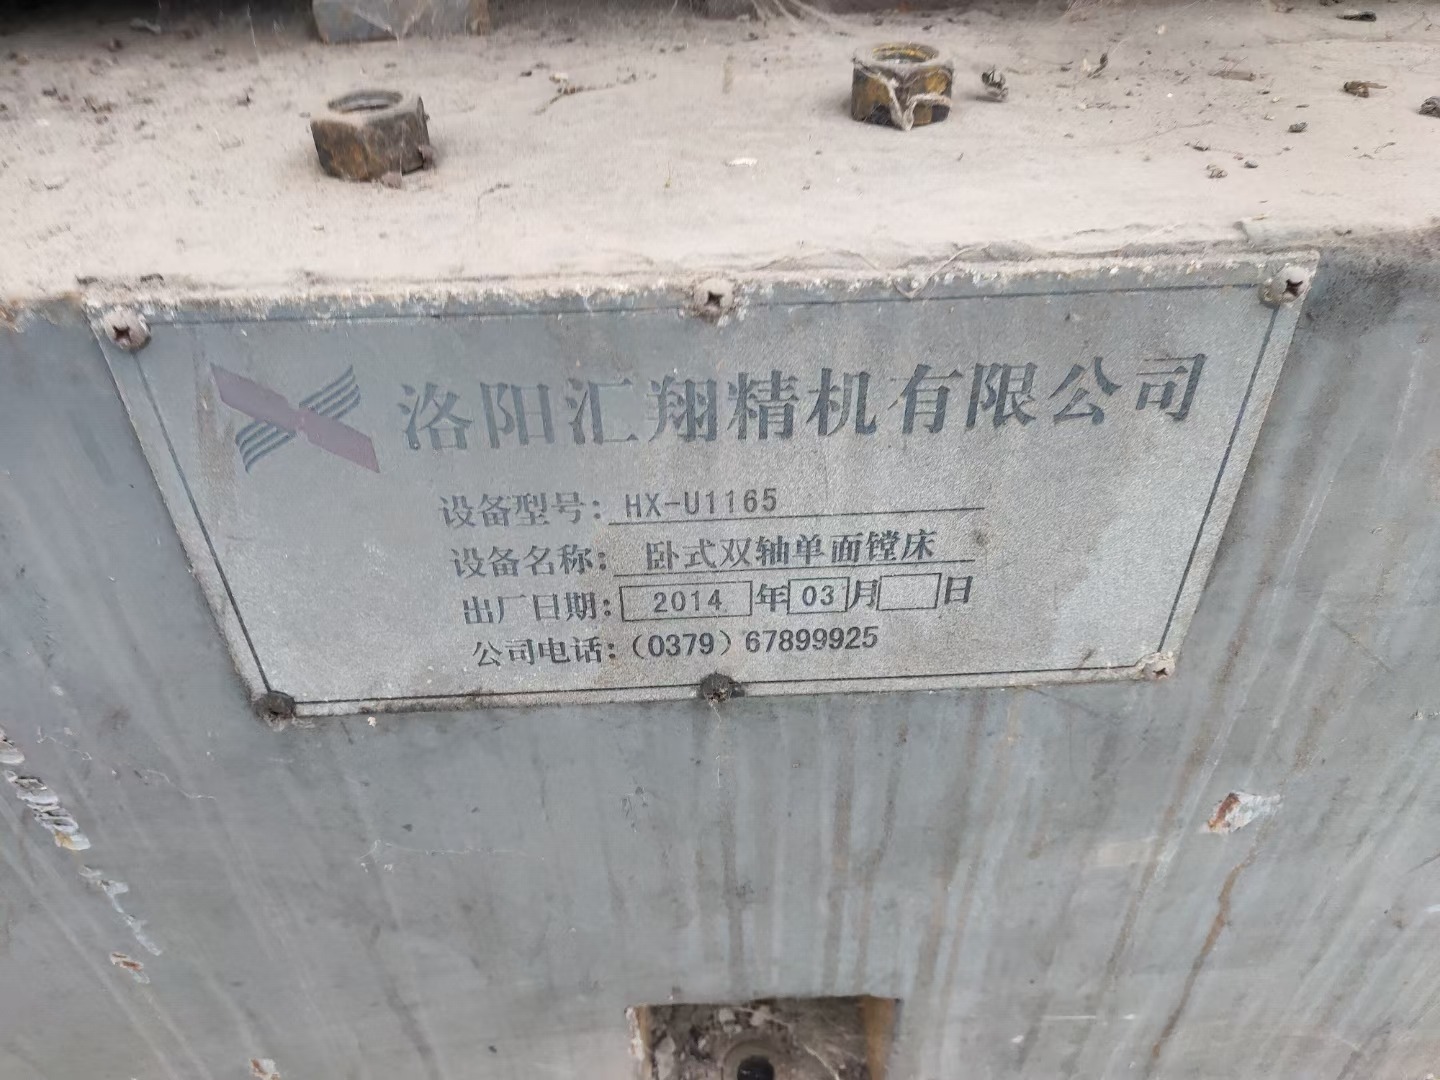 洛阳汇翔精机有限公司
设备型号：HX-U1165
设备名称：卧式双轴单面镗床
出厂日期：2014年03月 日
公司电话：（0379）67899925